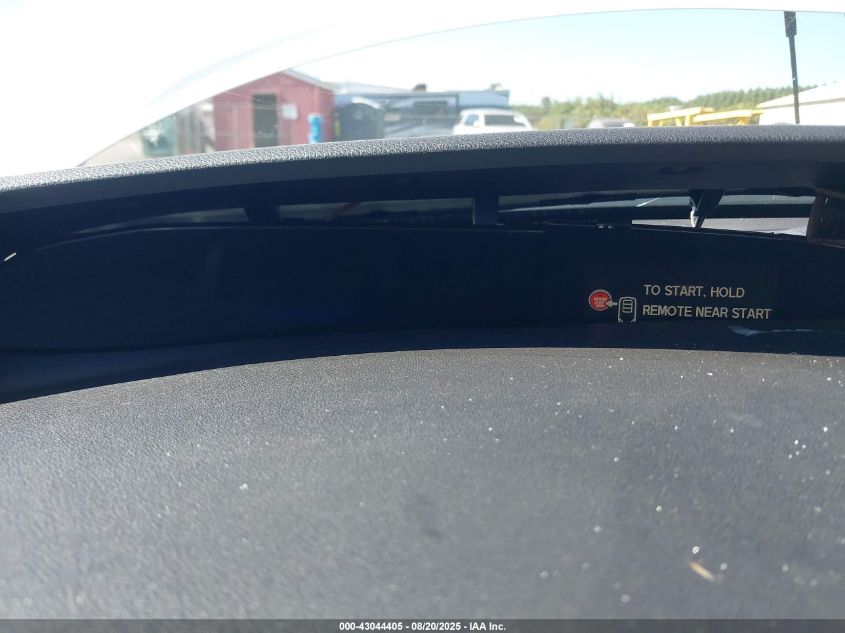 TO START, HOLD
REMOTE NEAR START
000-43044405 - 08/20/2025 - IAA Inc.